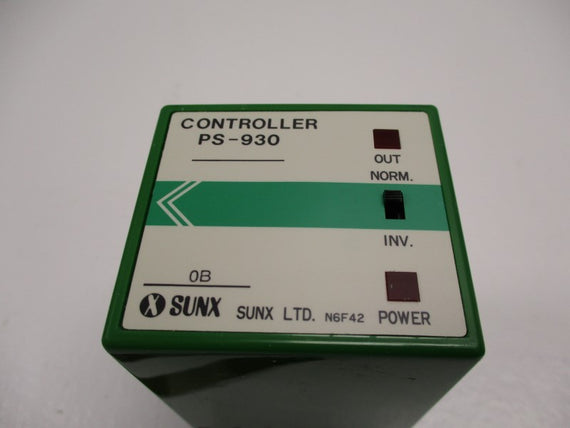 CONTROLLER
PS-930
OUT
NORM.
INV.
0B
SUNX SUNX LTD. N6F42 POWER